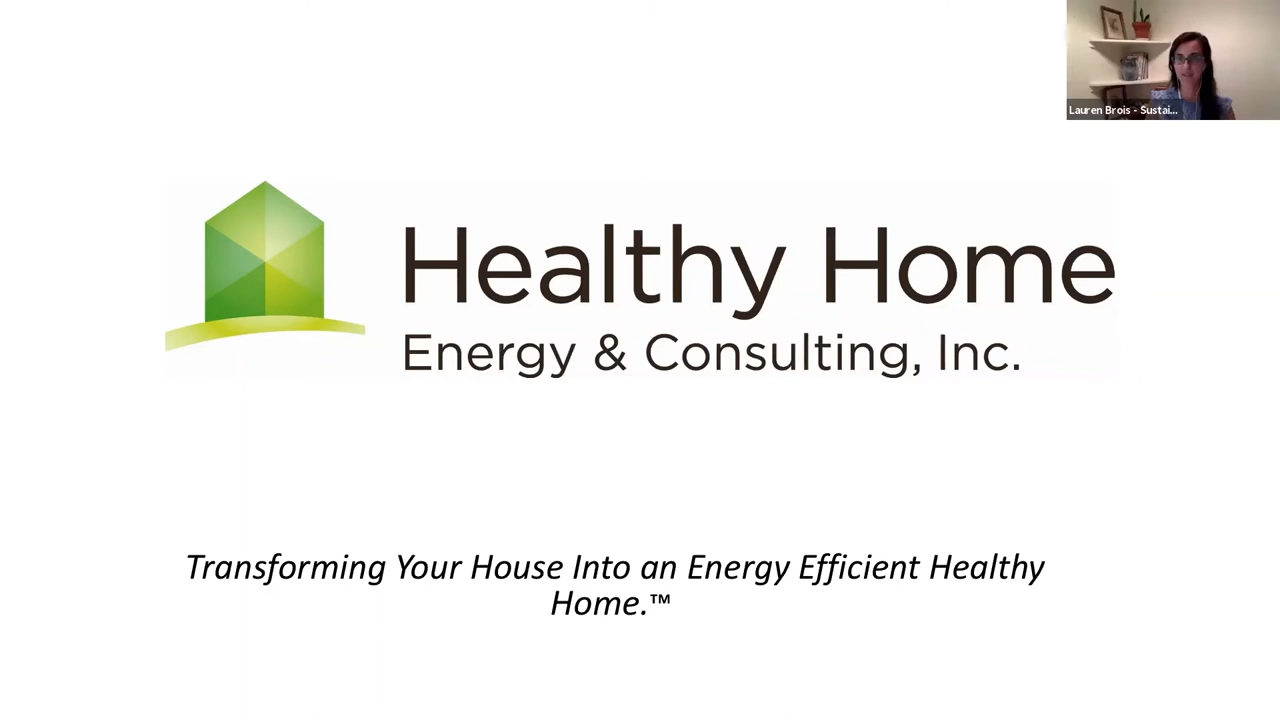 Lauren Brois - Sustai...
Healthy Home
Energy & Consulting, Inc.
Transforming Your House Into an Energy Efficient Healthy
Home.™